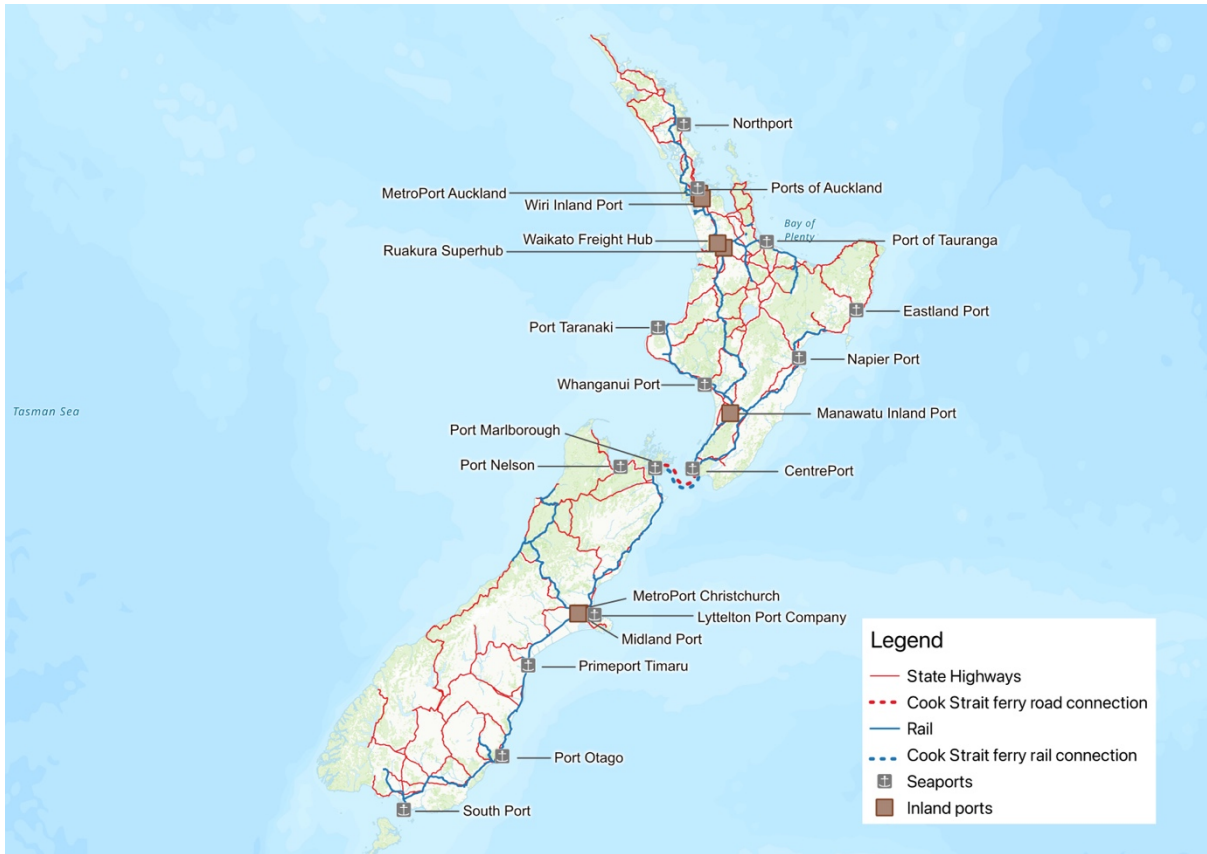 Northport
MetroPort Auckland
Ports of Auckland
Wiri Inland Port
Bay of
Plenty
Waikato Freight Hub
Port of Tauranga
Ruakura Superhub
Eastland Port
Port Taranaki
Napier Port
Whanganui Port
Tasman Sea
Manawatu Inland Port
Port Marlborough
Port Nelson
CentrePort
MetroPort Christchurch
Lyttelton Port Company
Midland Port
Primeport Timaru
Port Otago
South Port
Legend
State Highways
Cook Strait ferry road connection
Rail
Cook Strait ferry rail connection
Seaports
Inland ports